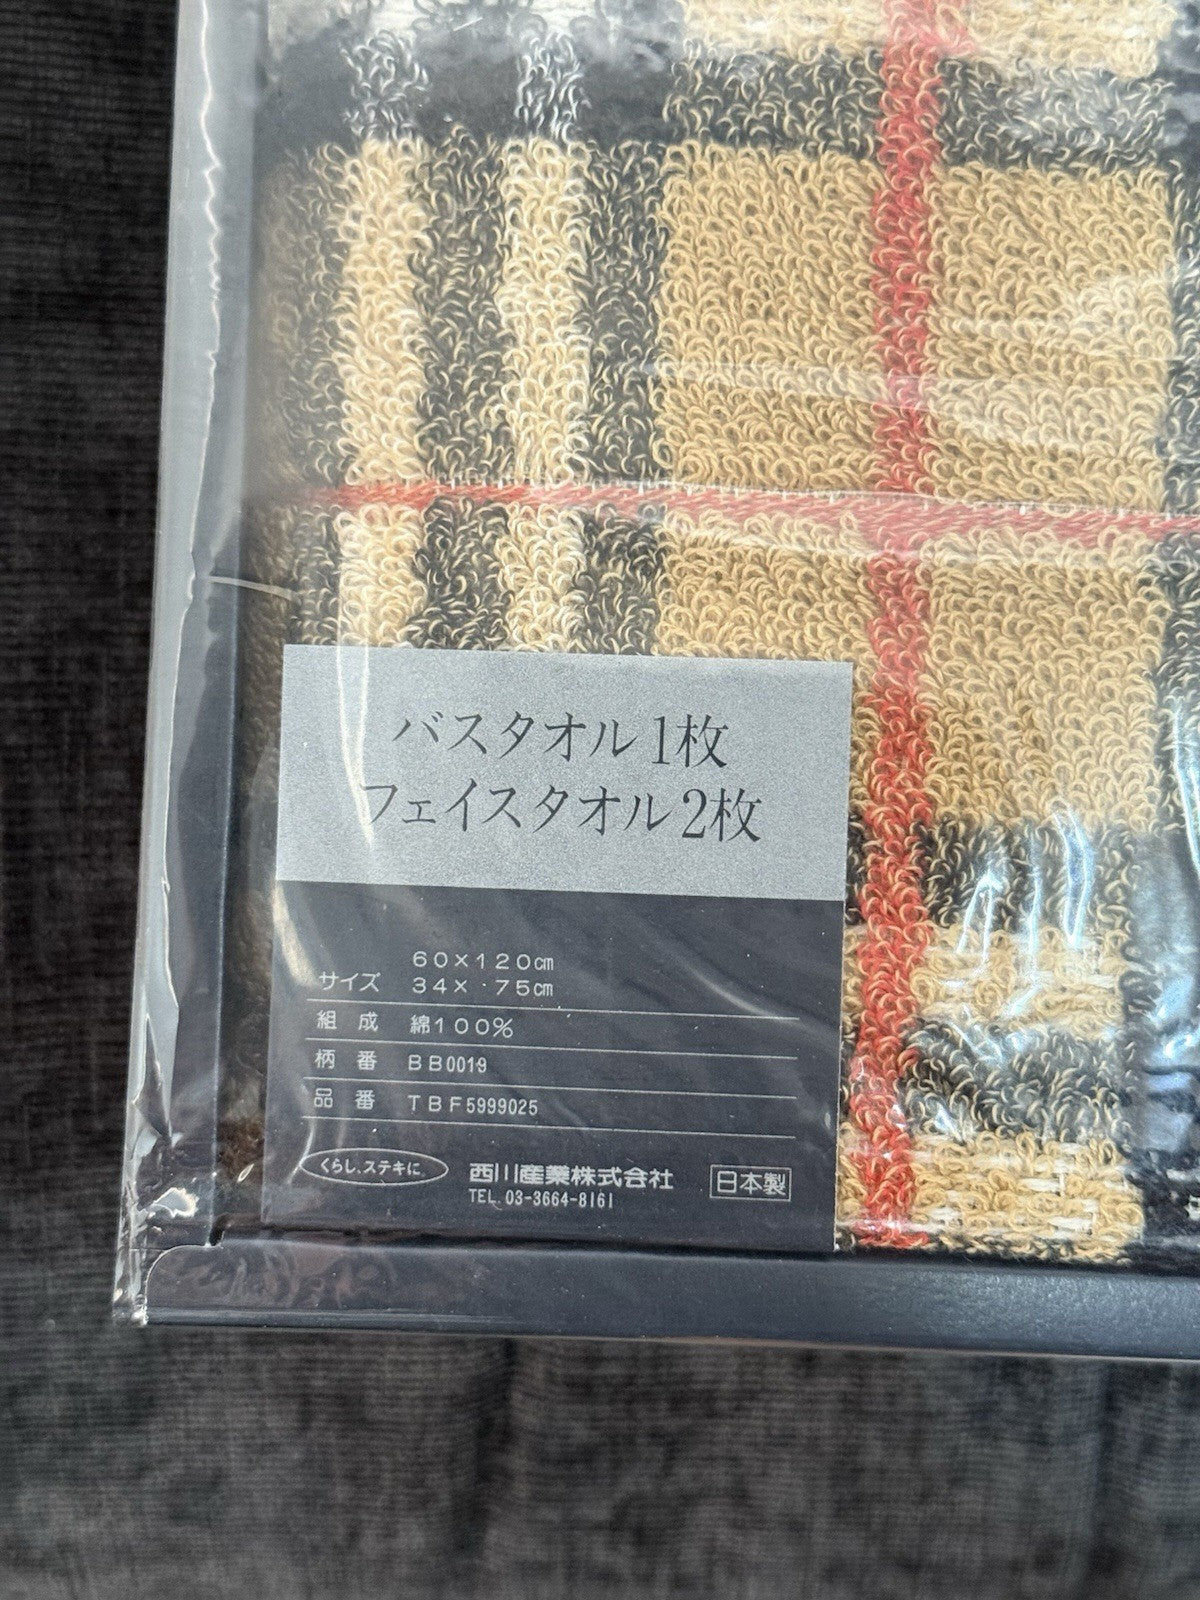 バスタオル1枚
フェイスタオル2枚
60×120㎝
サイズ 34× 75㎝
組成 綿100%
柄番 BB0019
品番 TBF5999025
くらし、ステキに。 西川産業株式会社 日本製
TEL.03-3664-8161